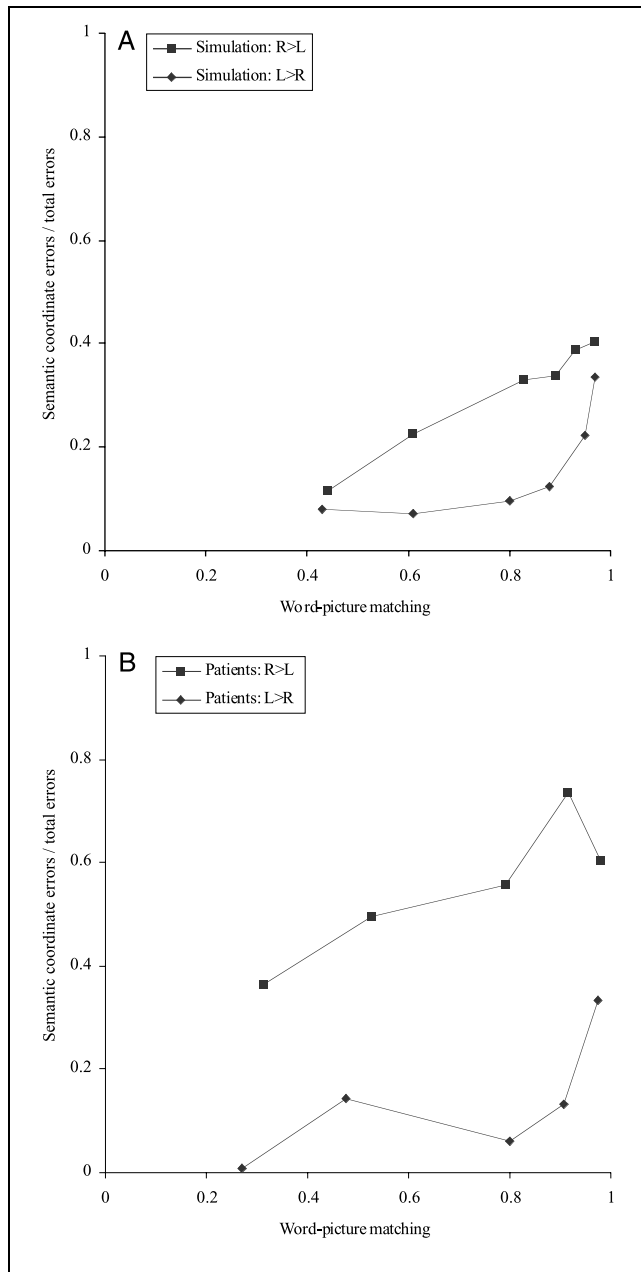 A
Simulation: R>L
Simulation: L>R
Semantic coordinate errors / total errors
1
0.8
0.6
0.4
0.2
0
0
0.2
0.4
0.6
0.8
1
Word-picture matching
B
Patients: R>L
Patients: L>R
Semantic coordinate errors / total errors
1
0.8
0.6
0.4
0.2
0
0
0.2
0.4
0.6
0.8
1
Word-picture matching